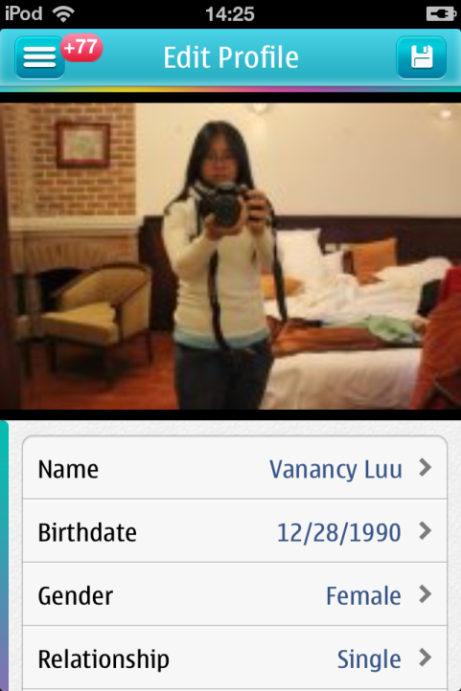 iPod 14:25
+77 Edit Profile
Name Vanancy Luu
Birthdate 12/28/1990
Gender Female
Relationship Single